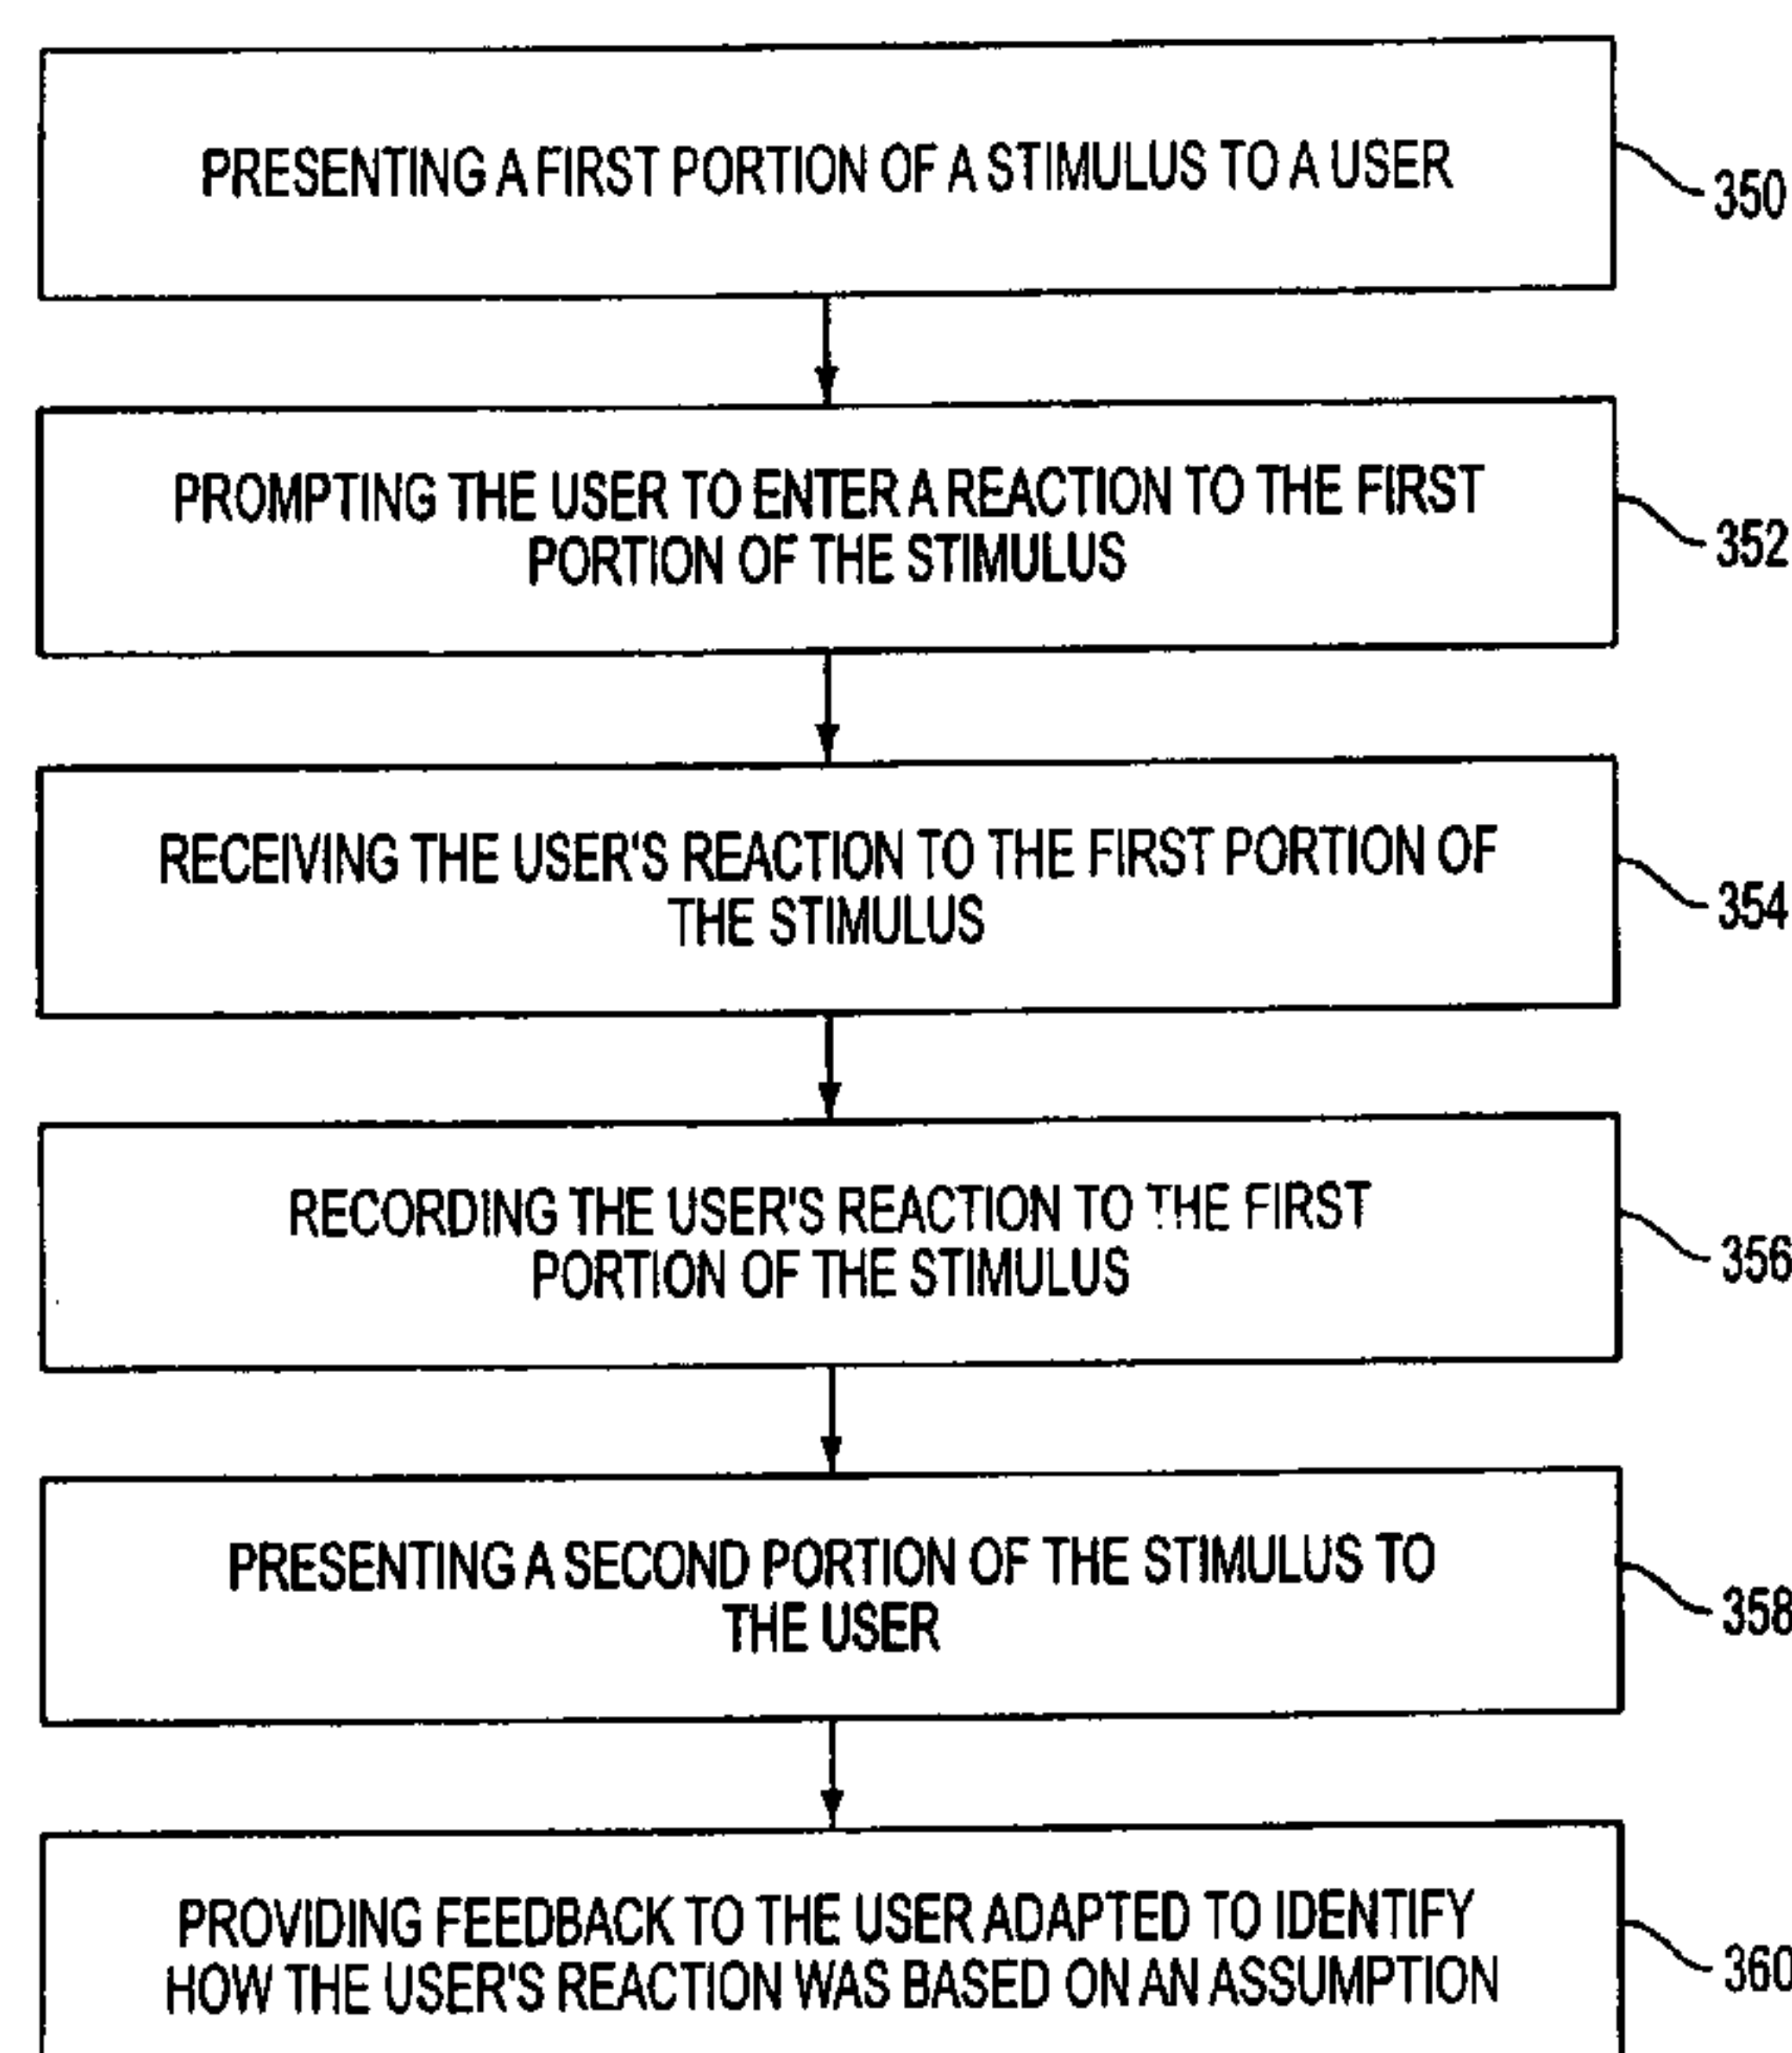 PRESENTING A FIRST PORTION OF A STIMULUS TO A USER
350
PROMPTING THE USER TO ENTER A REACTION TO THE FIRST
PORTION OF THE STIMULUS
352
RECEIVING THE USER'S REACTION TO THE FIRST PORTION OF
THE STIMULUS
354
RECORDING THE USER'S REACTION TO THE FIRST
PORTION OF THE STIMULUS
356
PRESENTING A SECOND PORTION OF THE STIMULUS TO
THE USER
358
PROVIDING FEEDBACK TO THE USER ADAPTED TO IDENTIFY
HOW THE USER'S REACTION WAS BASED ON AN ASSUMPTION
360